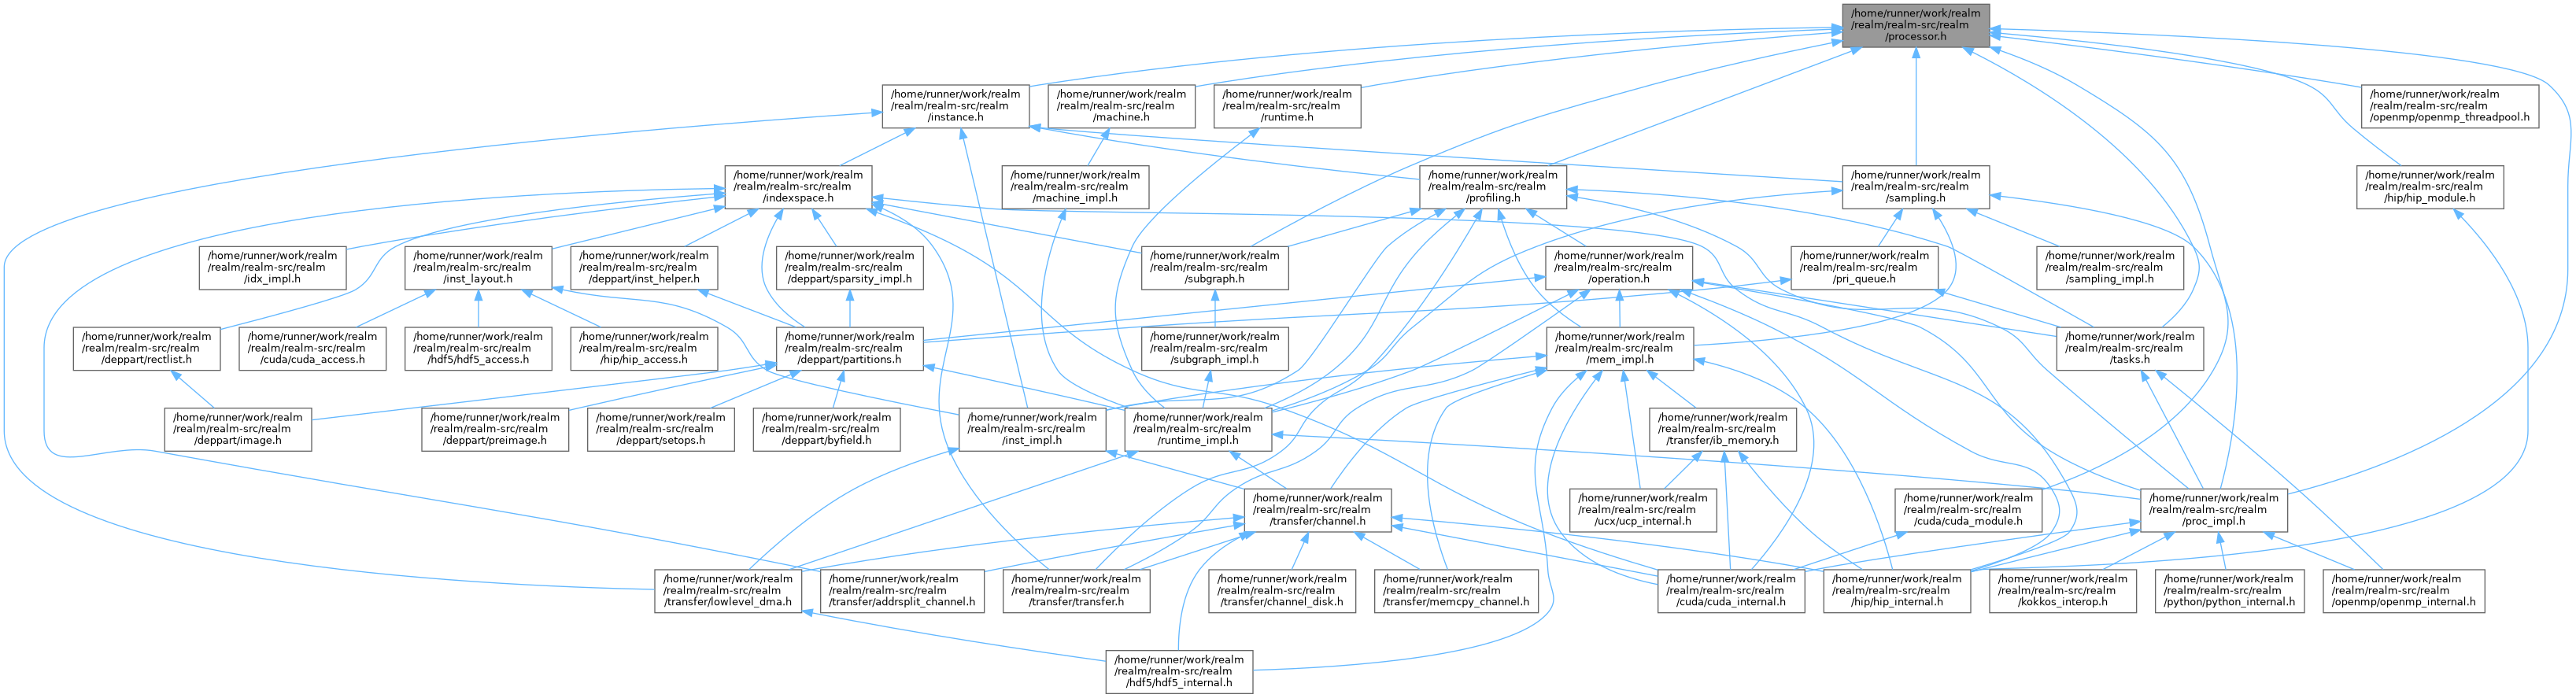 /home/runner/work/realm
/realm/realm-src/realm
/processor.h
/home/runner/work/realm
/realm/realm-src/realm
/instance.h
/home/runner/work/realm
/realm/realm-src/realm
/machine.h
/home/runner/work/realm
/realm/realm-src/realm
/runtime.h
/home/runner/work/realm
/realm/realm-src/realm
/openmp/openmp_threadpool.h
/home/runner/work/realm
/realm/realm-src/realm
/indexspace.h
/home/runner/work/realm
/realm/realm-src/realm
/machine_impl.h
/home/runner/work/realm
/realm/realm-src/realm
/profiling.h
/home/runner/work/realm
/realm/realm-src/realm
/sampling.h
/home/runner/work/realm
/realm/realm-src/realm
/hip/hip_module.h
/home/runner/work/realm
/realm/realm-src/realm
/idx_impl.h
/home/runner/work/realm
/realm/realm-src/realm
/inst_layout.h
/home/runner/work/realm
/realm/realm-src/realm
/deppart/inst_helper.h
/home/runner/work/realm
/realm/realm-src/realm
/deppart/sparsity_impl.h
/home/runner/work/realm
/realm/realm-src/realm
/subgraph.h
/home/runner/work/realm
/realm/realm-src/realm
/operation.h
/home/runner/work/realm
/realm/realm-src/realm
/pri_queue.h
/home/runner/work/realm
/realm/realm-src/realm
/sampling_impl.h
/home/runner/work/realm
/realm/realm-src/realm
/deppart/rectlist.h
/home/runner/work/realm
/realm/realm-src/realm
/cuda/cuda_access.h
/home/runner/work/realm
/realm/realm-src/realm
/hdf5/hdf5_access.h
/home/runner/work/realm
/realm/realm-src/realm
/hip/hip_access.h
/home/runner/work/realm
/realm/realm-src/realm
/deppart/partitions.h
/home/runner/work/realm
/realm/realm-src/realm
/subgraph_impl.h
/home/runner/work/realm
/realm/realm-src/realm
/mem_impl.h
/home/runner/work/realm
/realm/realm-src/realm
/tasks.h
/home/runner/work/realm
/realm/realm-src/realm
/deppart/image.h
/home/runner/work/realm
/realm/realm-src/realm
/deppart/preimage.h
/home/runner/work/realm
/realm/realm-src/realm
/deppart/setops.h
/home/runner/work/realm
/realm/realm-src/realm
/deppart/byfield.h
/home/runner/work/realm
/realm/realm-src/realm
/inst_impl.h
/home/runner/work/realm
/realm/realm-src/realm
/runtime_impl.h
/home/runner/work/realm
/realm/realm-src/realm
/transfer/ib_memory.h
/home/runner/work/realm
/realm/realm-src/realm
/transfer/channel.h
/home/runner/work/realm
/realm/realm-src/realm
/ucx/ucp_internal.h
/home/runner/work/realm
/realm/realm-src/realm
/cuda/cuda_module.h
/home/runner/work/realm
/realm/realm-src/realm
/proc_impl.h
/home/runner/work/realm
/realm/realm-src/realm
/transfer/lowlevel_dma.h
/home/runner/work/realm
/realm/realm-src/realm
/transfer/addrsplit_channel.h
/home/runner/work/realm
/realm/realm-src/realm
/transfer/transfer.h
/home/runner/work/realm
/realm/realm-src/realm
/transfer/channel_disk.h
/home/runner/work/realm
/realm/realm-src/realm
/transfer/memcpy_channel.h
/home/runner/work/realm
/realm/realm-src/realm
/cuda/cuda_internal.h
/home/runner/work/realm
/realm/realm-src/realm
/hip/hip_internal.h
/home/runner/work/realm
/realm/realm-src/realm
/kokkos_interop.h
/home/runner/work/realm
/realm/realm-src/realm
/python/python_internal.h
/home/runner/work/realm
/realm/realm-src/realm
/openmp/openmp_internal.h
/home/runner/work/realm
/realm/realm-src/realm
/hdf5/hdf5_internal.h